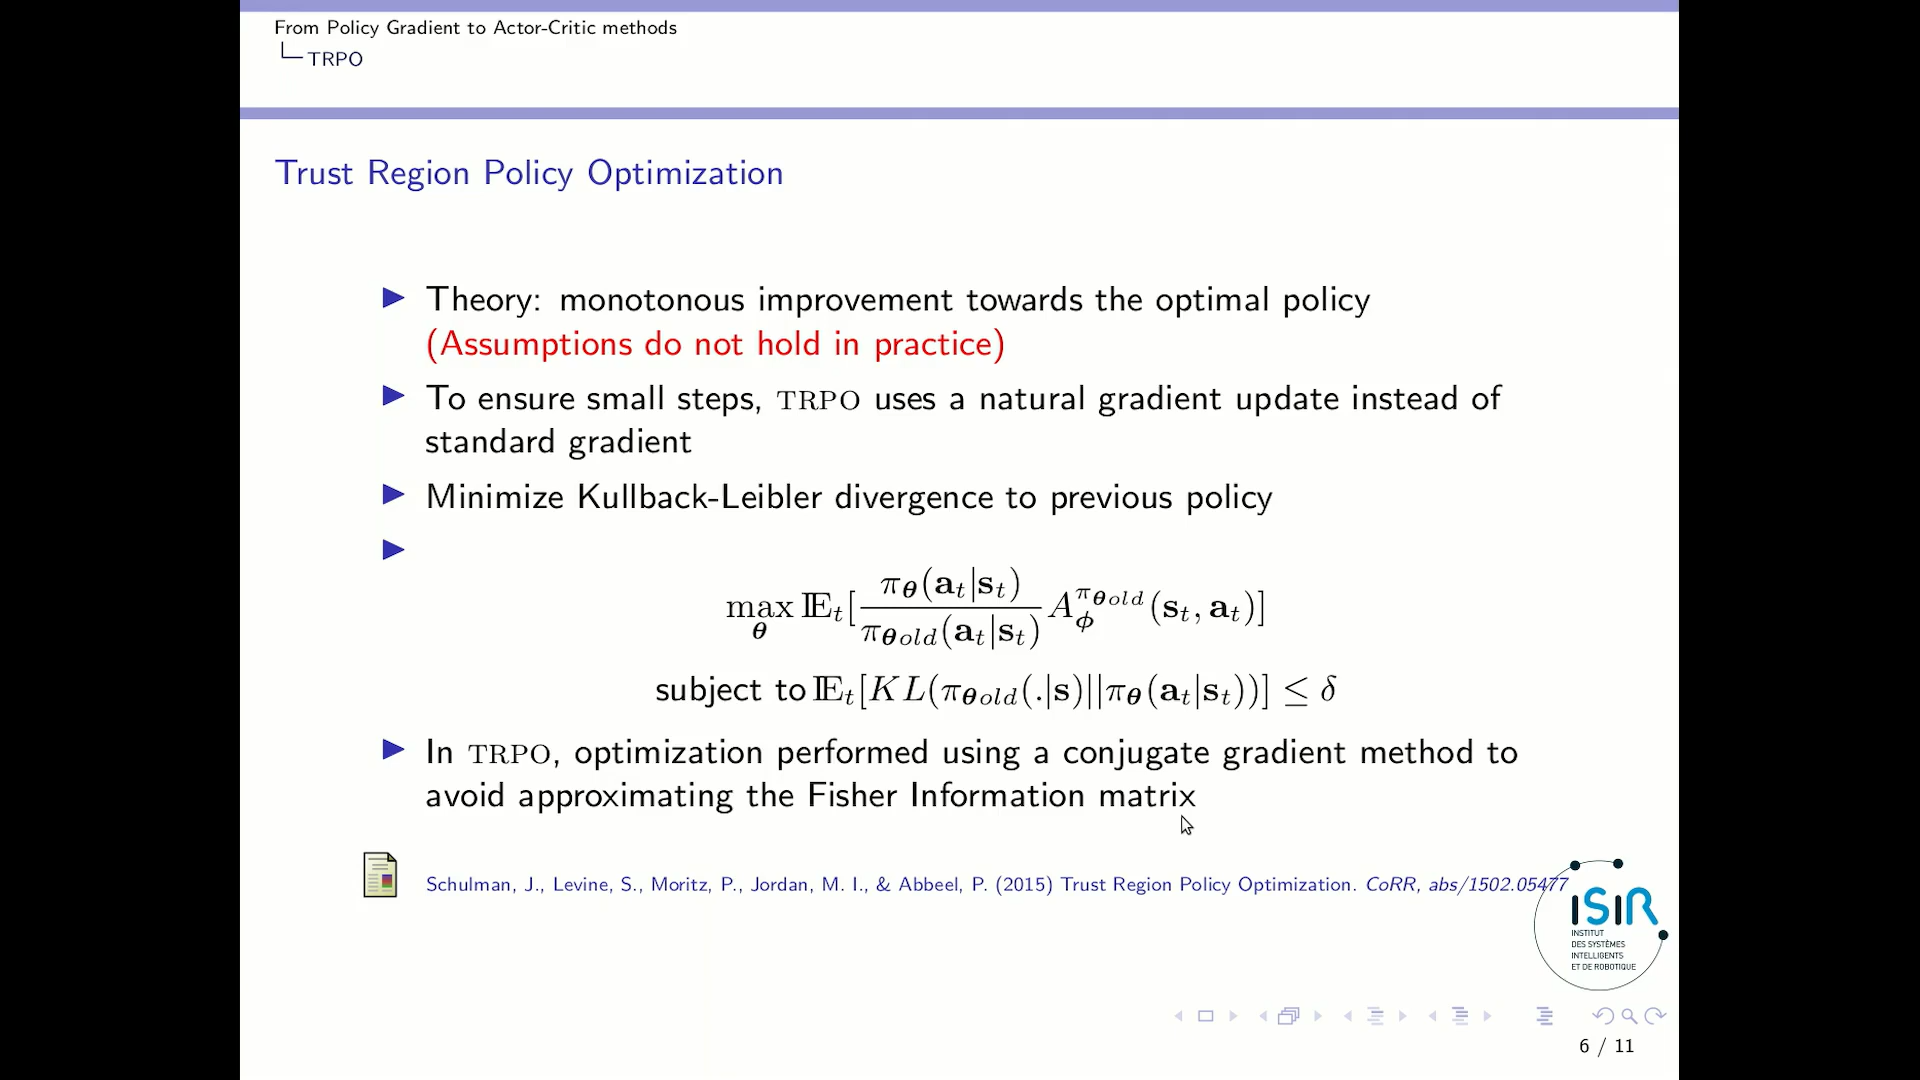 From Policy Gradient to Actor-Critic methods
TRPO
Trust Region Policy Optimization
Theory: monotonous improvement towards the optimal policy
(Assumptions do not hold in practice)
To ensure small steps, TRPO uses a natural gradient update instead of
standard gradient
Minimize Kullback-Leibler divergence to previous policy
max_θ 𝔼_t[ π_θ(a_t|s_t) / π_θold(a_t|s_t) A_ϕ^{π_θold}(s_t, a_t)]
subject to 𝔼_t[KL(π_θold(.|s)||π_θ(a_t|s_t))] ≤ δ
In TRPO, optimization performed using a conjugate gradient method to
avoid approximating the Fisher Information matrix
Schulman, J., Levine, S., Moritz, P., Jordan, M. I., & Abbeel, P. (2015) Trust Region Policy Optimization. CoRR, abs/1502.05477
ISIR
INSTITUT
DES SYSTÈMES
INTELLIGENTS
ET DE ROBOTIQUE
6 / 11